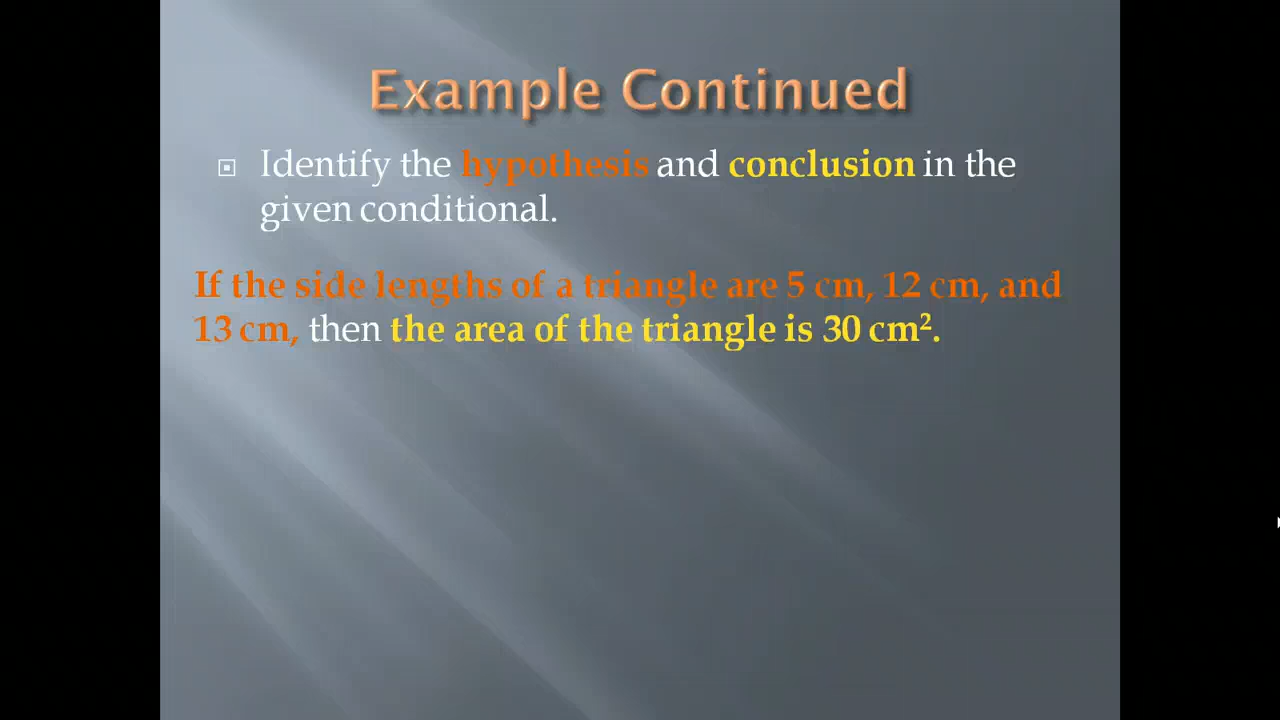 Example Continued
Identify the hypothesis and conclusion in the
given conditional.
If the side lengths of a triangle are 5 cm, 12 cm, and
13 cm, then the area of the triangle is 30 cm².